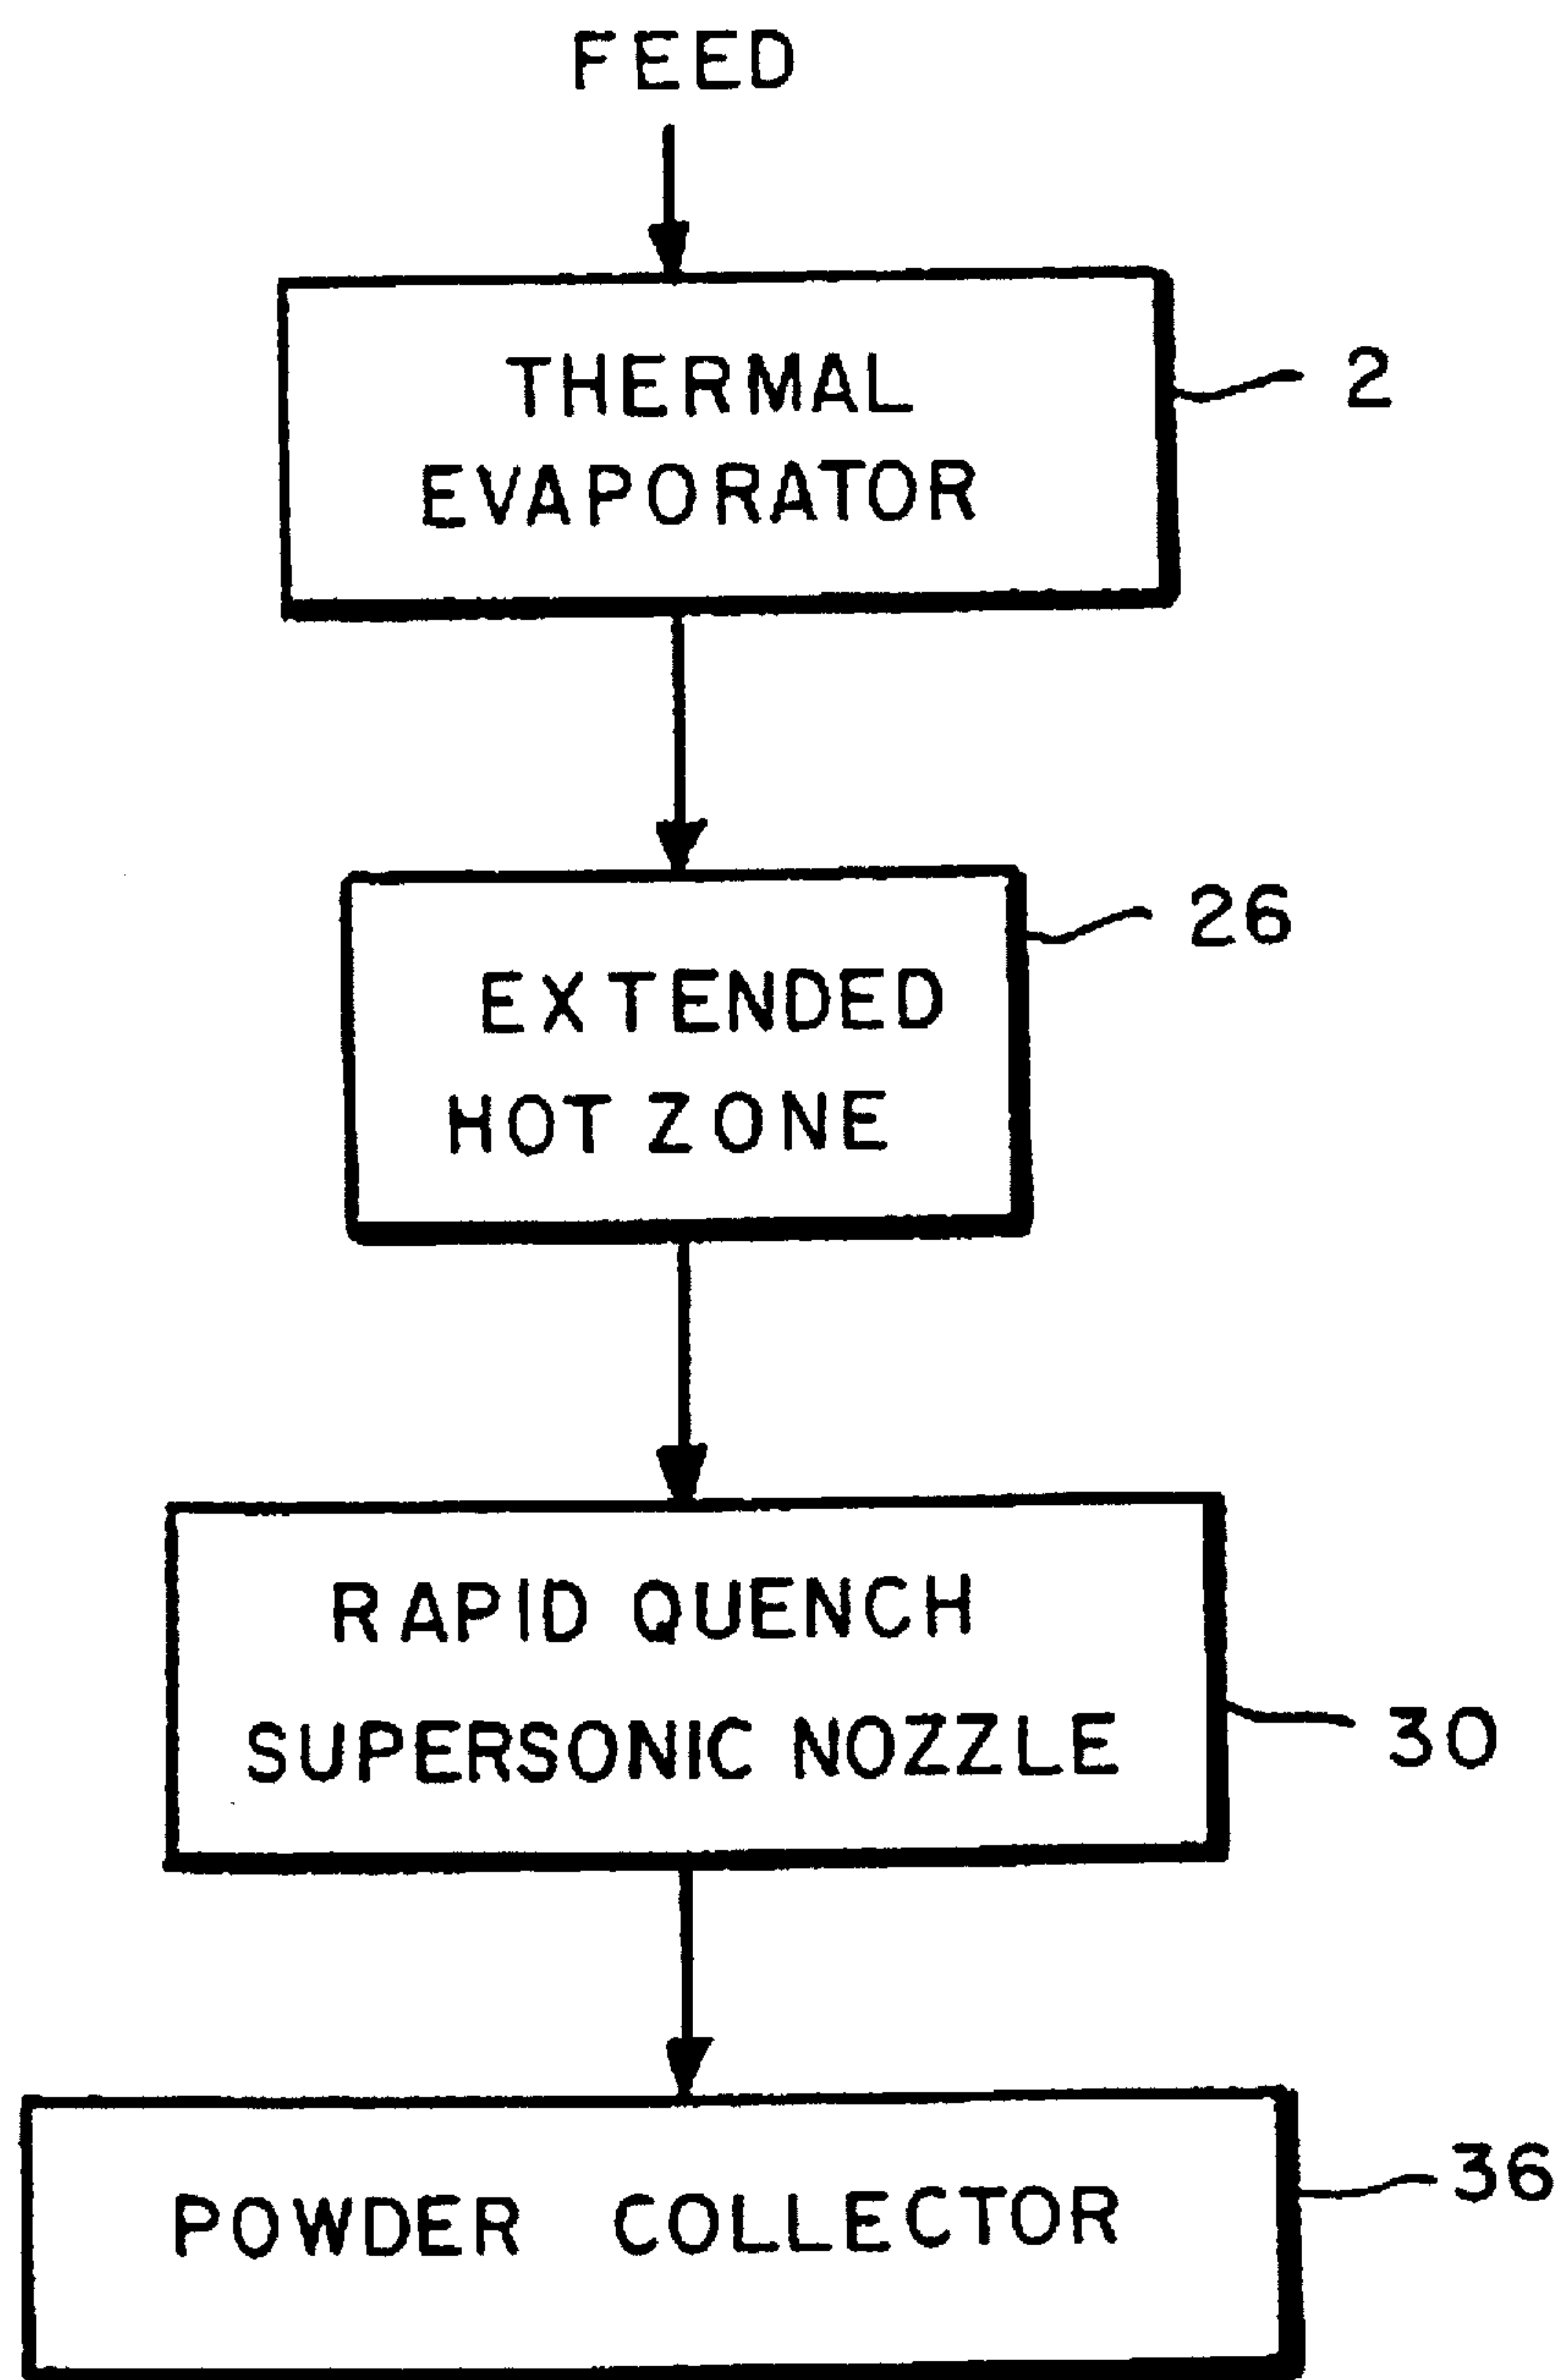 FEED
THERMAL
EVAPORATOR
2
EXTENDED
HOT ZONE
26
RAPID QUENCH
SUPERSONIC NOZZLE
30
POWDER COLLECTOR
36